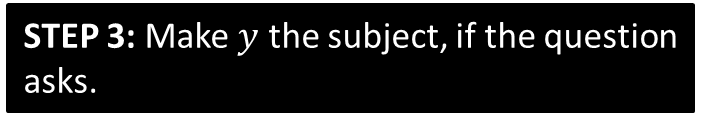 STEP 3: Make y the subject, if the question
asks.